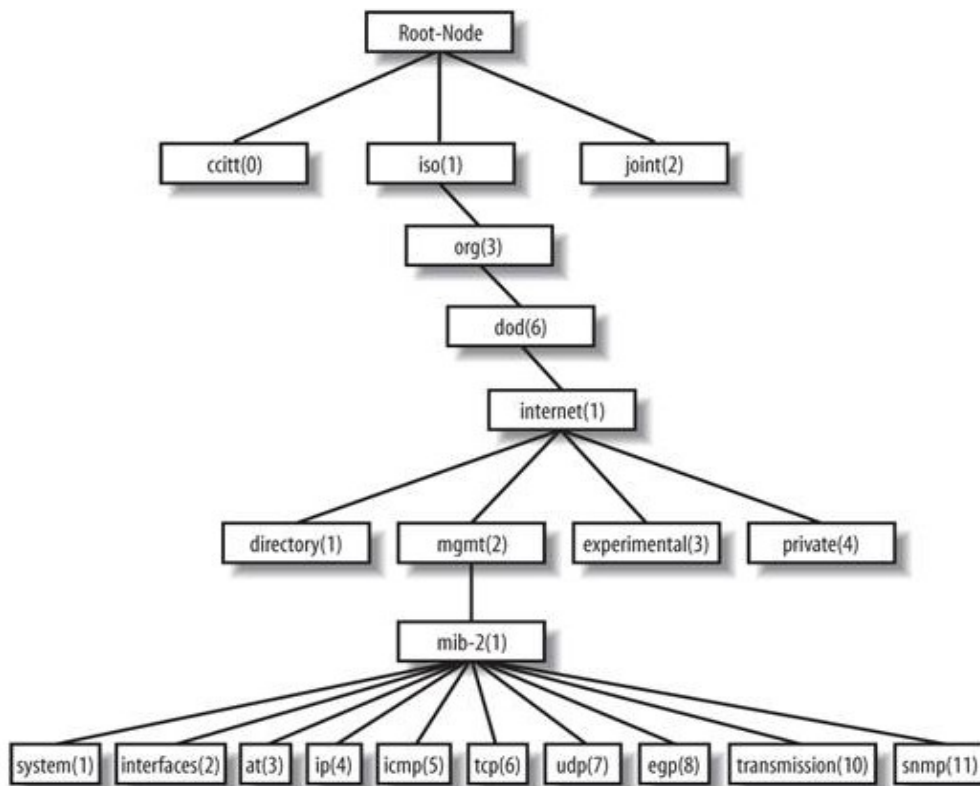 Root-Node
ccitt(0) iso(1) joint(2)
org(3)
dod(6)
internet(1)
directory(1) mgmt(2) experimental(3) private(4)
mib-2(1)
system(1) interfaces(2) at(3) ip(4) icmp(5) tcp(6) udp(7) egp(8) transmission(10) snmp(11)